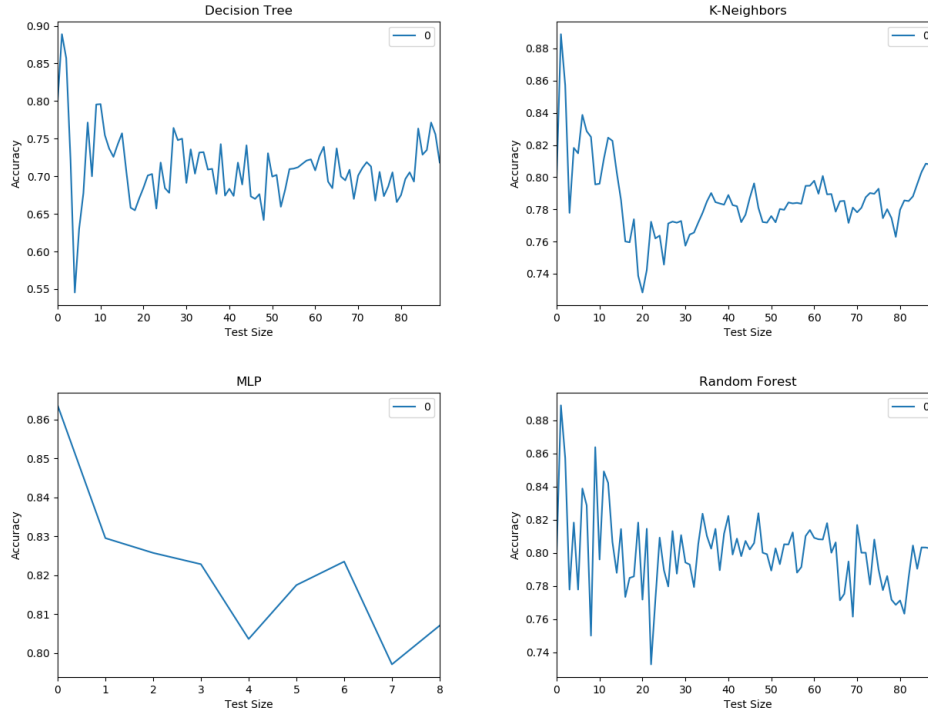 Decision Tree
0
0.90
0.85
0.80
0.75
0.70
0.65
0.60
0.55
Accuracy
0 10 20 30 40 50 60 70 80
Test Size
K-Neighbors
0
0.88
0.86
0.84
0.82
0.80
0.78
0.76
0.74
Accuracy
0 10 20 30 40 50 60 70 80
Test Size
MLP
0
0.86
0.85
0.84
0.83
0.82
0.81
0.80
Accuracy
0 1 2 3 4 5 6 7 8
Test Size
Random Forest
0
0.88
0.86
0.84
0.82
0.80
0.78
0.76
0.74
Accuracy
0 10 20 30 40 50 60 70 80
Test Size